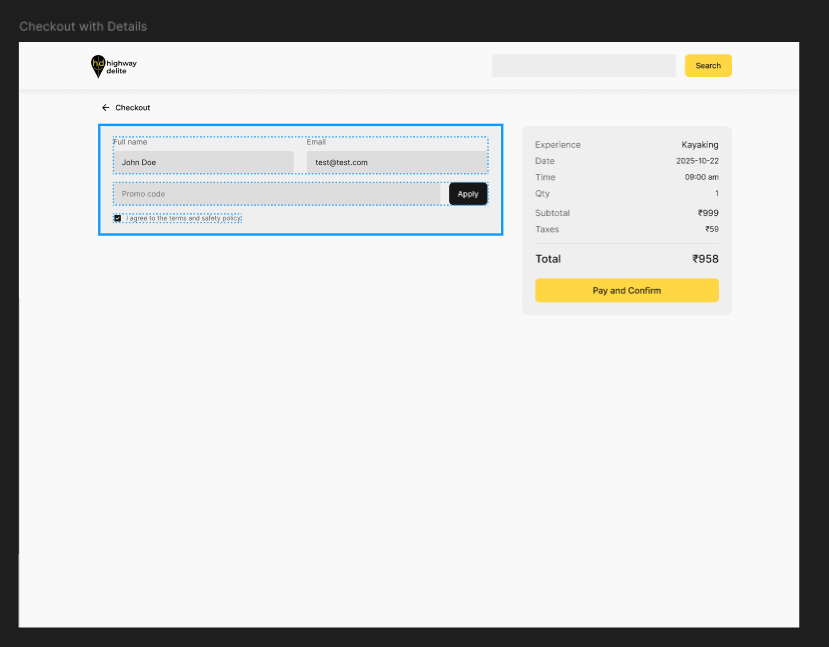 Checkout with Details
hd highway
delite
Search
Checkout
Full name
Email
John Doe
test@test.com
Promo code
Apply
I agree to the terms and safety policy
Experience
Kayaking
Date
2025-10-22
Time
09:00 am
Qty
1
Subtotal
₹999
Taxes
₹59
Total
₹958
Pay and Confirm